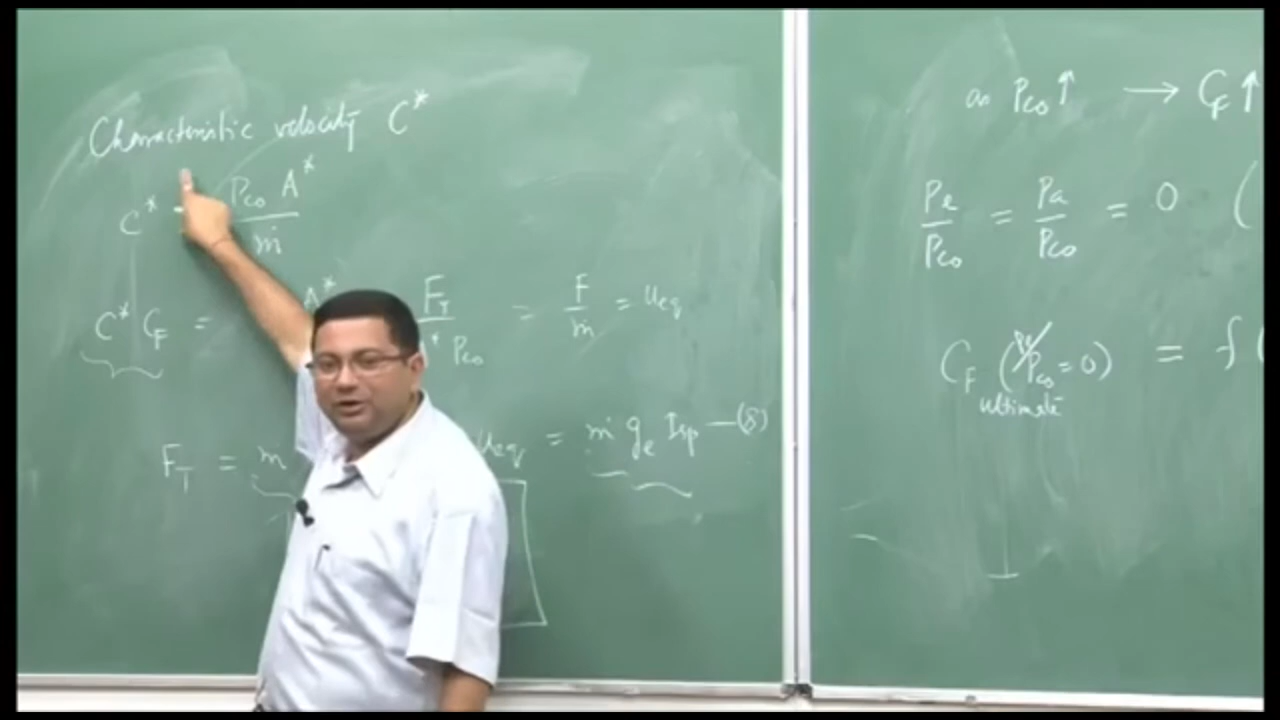 Characteristic velocity C*
C* = Pco A* / ṁ
C* CF = A* FT / * Pco = F / ṁ = ueq
FT = ṁ ueq = ṁ ge Isp —(8)
as Pco ↑ → CF ↑
Pe / Pco = Pa / Pco = 0 (
CF (Pe/Pco = 0) = f (
ultimate